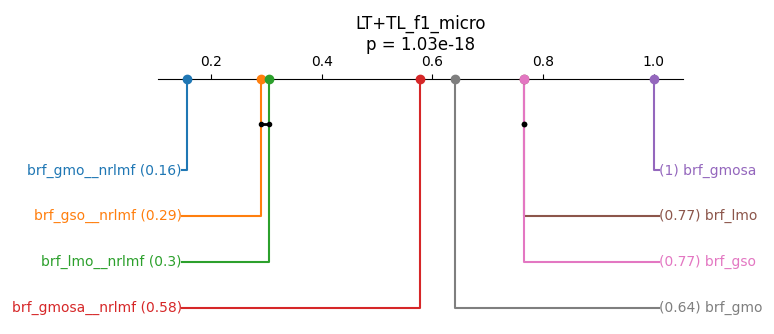 LT+TL_f1_micro
p = 1.03e-18
0.2 0.4 0.6 0.8 1.0
brf_gmo__nrlmf (0.16) (1) brf_gmosa
brf_gso__nrlmf (0.29) (0.77) brf_lmo
brf_lmo__nrlmf (0.3) (0.77) brf_gso
brf_gmosa__nrlmf (0.58) (0.64) brf_gmo